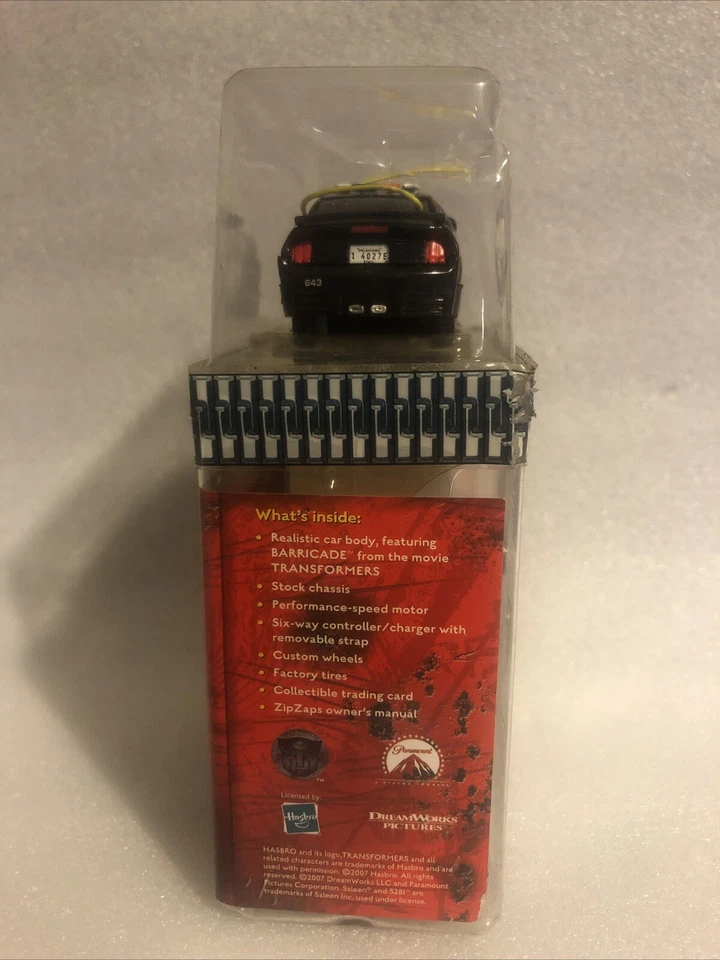 1 4027E
643
What's inside:
• Realistic car body, featuring
BARRICADE™ from the movie
TRANSFORMERS
• Stock chassis
• Performance-speed motor
• Six-way controller/charger with
removable strap
• Custom wheels
• Factory tires
• Collectible trading card
• ZipZaps owner's manual
™
Paramount
Licensed by:
Hasbro
DREAMWORKS
PICTURES
HASBRO and its logo, TRANSFORMERS and all
related characters are trademarks of Hasbro and are
used with permission. ©2007 Hasbro. All rights
reserved. ©2007 DreamWorks LLC and Paramount
Pictures Corporation. Saleen® and S281™ are
trademarks of Saleen Inc, used under license.